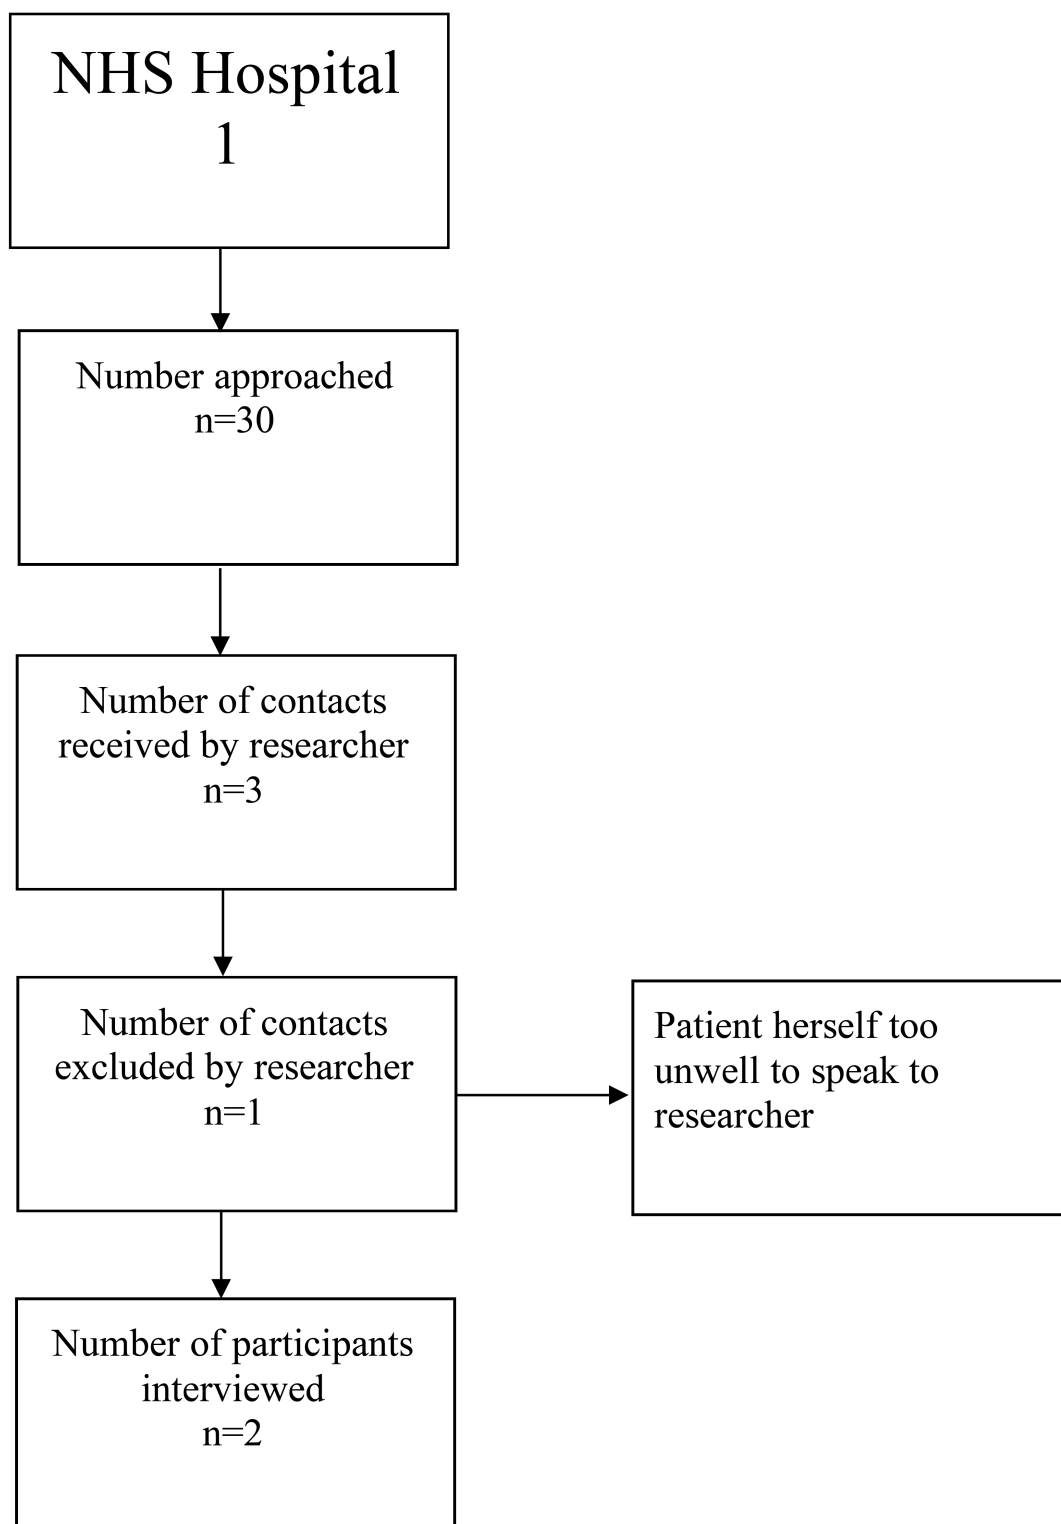 NHS Hospital
1
Number approached
n=30
Number of contacts
received by researcher
n=3
Number of contacts
excluded by researcher
n=1
Patient herself too
unwell to speak to
researcher
Number of participants
interviewed
n=2